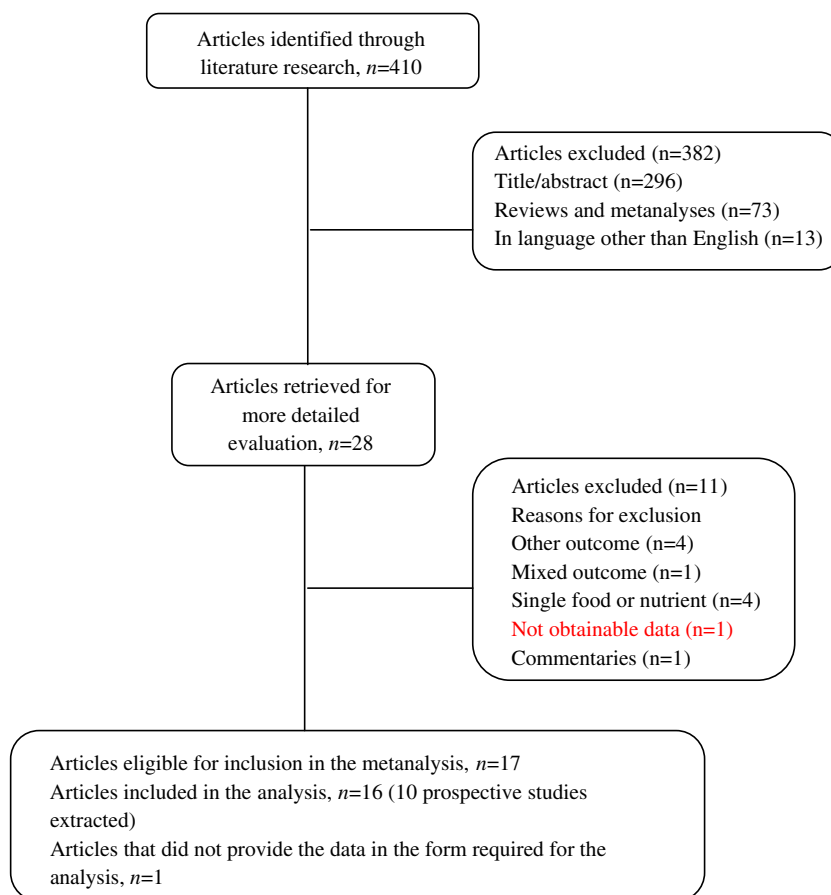 Articles identified through
literature research, n=410
Articles excluded (n=382)
Title/abstract (n=296)
Reviews and metanalyses (n=73)
In language other than English (n=13)
Articles retrieved for
more detailed
evaluation, n=28
Articles excluded (n=11)
Reasons for exclusion
Other outcome (n=4)
Mixed outcome (n=1)
Single food or nutrient (n=4)
Not obtainable data (n=1)
Commentaries (n=1)
Articles eligible for inclusion in the metanalysis, n=17
Articles included in the analysis, n=16 (10 prospective studies
extracted)
Articles that did not provide the data in the form required for the
analysis, n=1